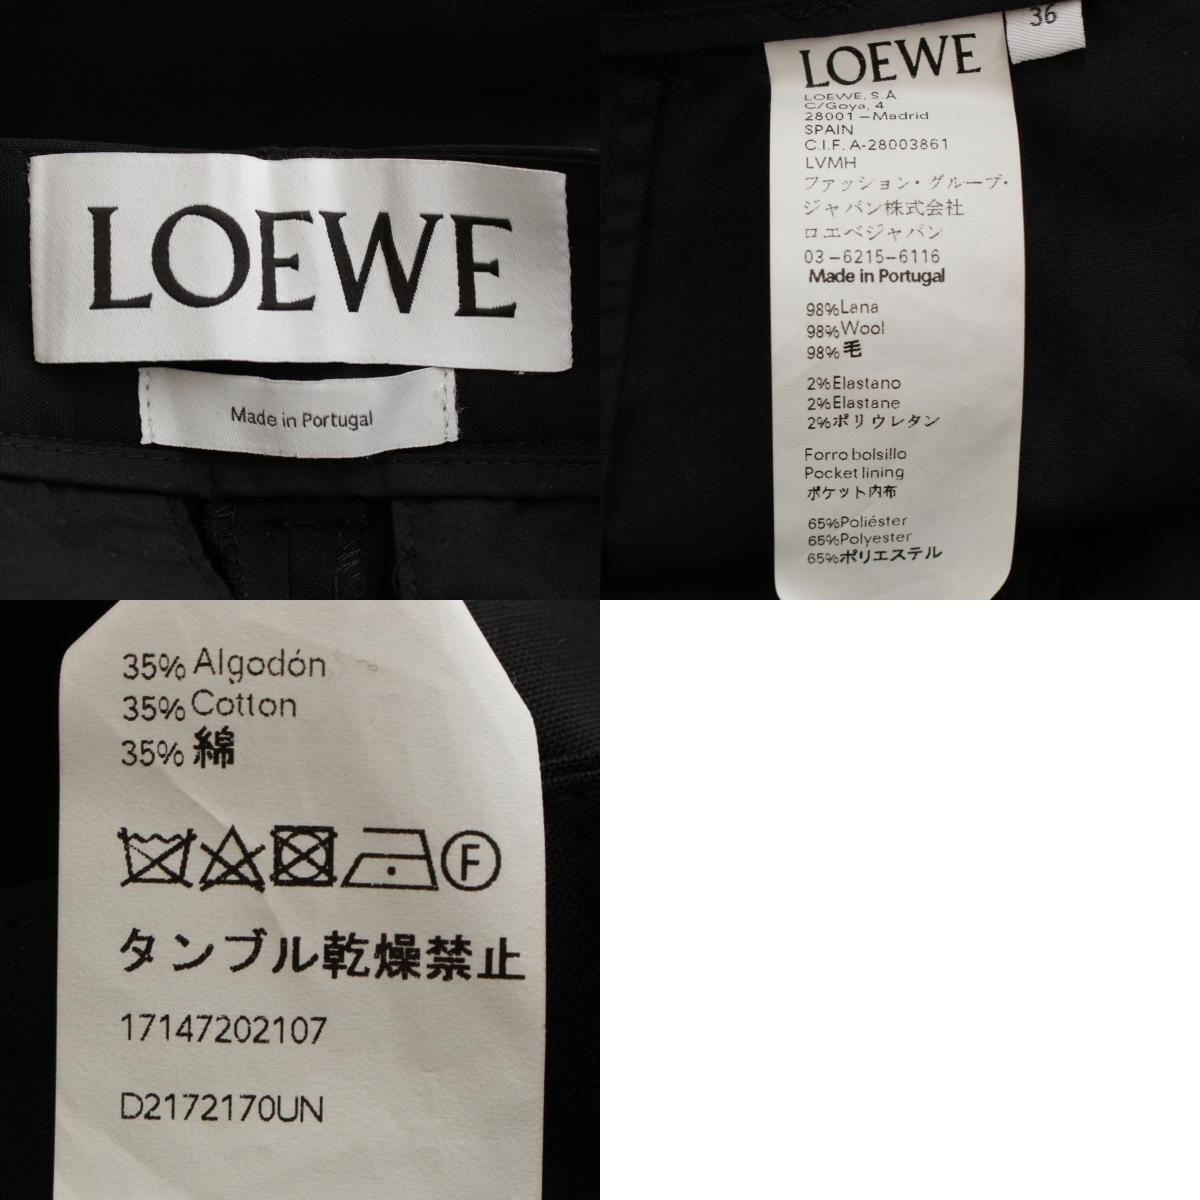 LOEWE
Made in Portugal
36
LOEWE
LOEWE, S.A.
C/Goya, 4
28001 – Madrid
SPAIN
C.I.F. A-28003861
LVMH
ファッション・グループ・
ジャパン株式会社
ロエベジャパン
03-6215-6116
Made in Portugal
98% Lana
98% Wool
98% 毛
2% Elastano
2% Elastane
2% ポリウレタン
Forro bolsillo
Pocket lining
ポケット内布
65% Poliéster
65% Polyester
65% ポリエステル
35% Algodón
35% Cotton
35% 綿
F
タンブル乾燥禁止
17147202107
D2172170UN